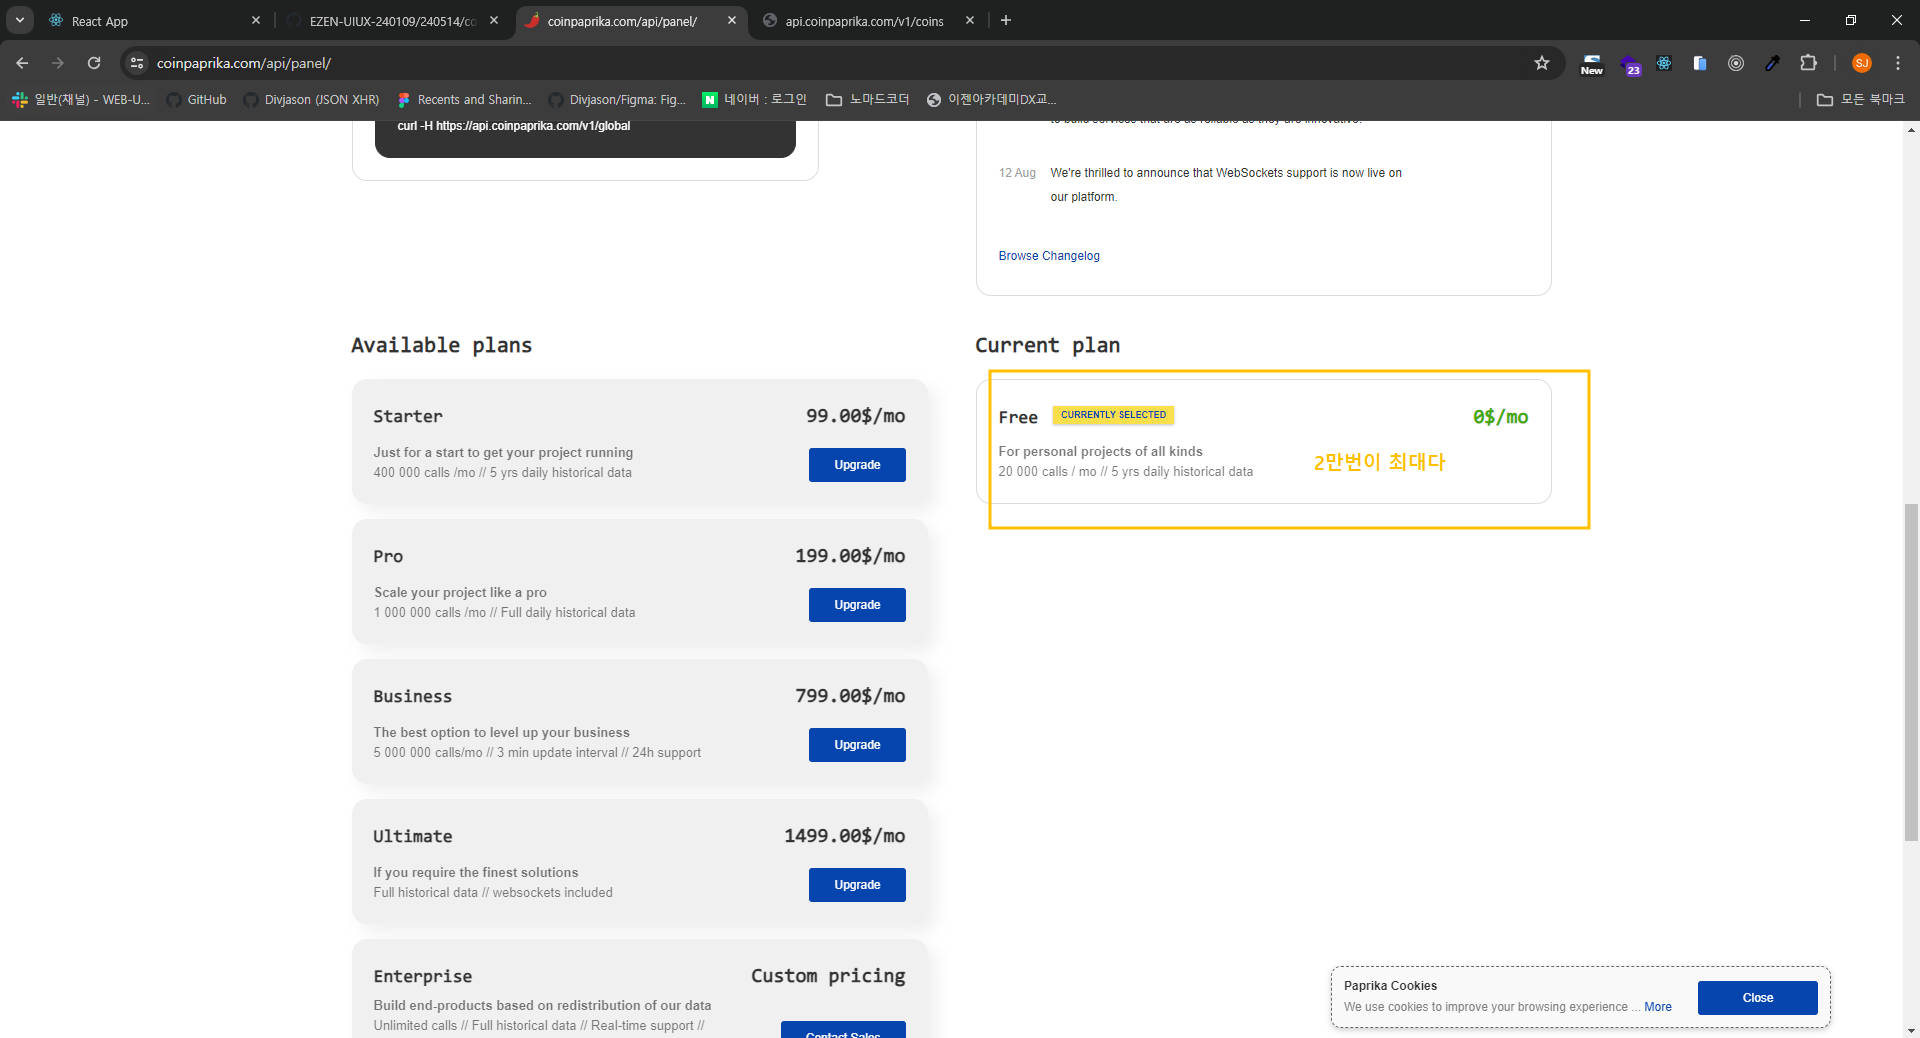 React App
EZEN-UIUX-240109/240514/co
coinpaprika.com/api/panel/
api.coinpaprika.com/v1/coins
coinpaprika.com/api/panel/
New
23
SJ
일반(채널) - WEB-U...
GitHub
Divjason (JSON XHR)
Recents and Sharin...
Divjason/Figma: Fig...
N
네이버 : 로그인
노마드코더
이젠아카데미DX교...
모든 북마크
curl -H https://api.coinpaprika.com/v1/global
to build services that are as reliable as they are innovative.
12 Aug We're thrilled to announce that WebSockets support is now live on
our platform.
Browse Changelog
Available plans
Starter 99.00$/mo
Just for a start to get your project running
400 000 calls /mo // 5 yrs daily historical data
Upgrade
Pro 199.00$/mo
Scale your project like a pro
1 000 000 calls /mo // Full daily historical data
Upgrade
Business 799.00$/mo
The best option to level up your business
5 000 000 calls/mo // 3 min update interval // 24h support
Upgrade
Ultimate 1499.00$/mo
If you require the finest solutions
Full historical data // websockets included
Upgrade
Enterprise Custom pricing
Build end-products based on redistribution of our data
Unlimited calls // Full historical data // Real-time support //
Contact Sales
Current plan
Free CURRENTLY SELECTED 0$/mo
For personal projects of all kinds
20 000 calls / mo // 5 yrs daily historical data
2만번이 최대다
Paprika Cookies
We use cookies to improve your browsing experience ... More
Close